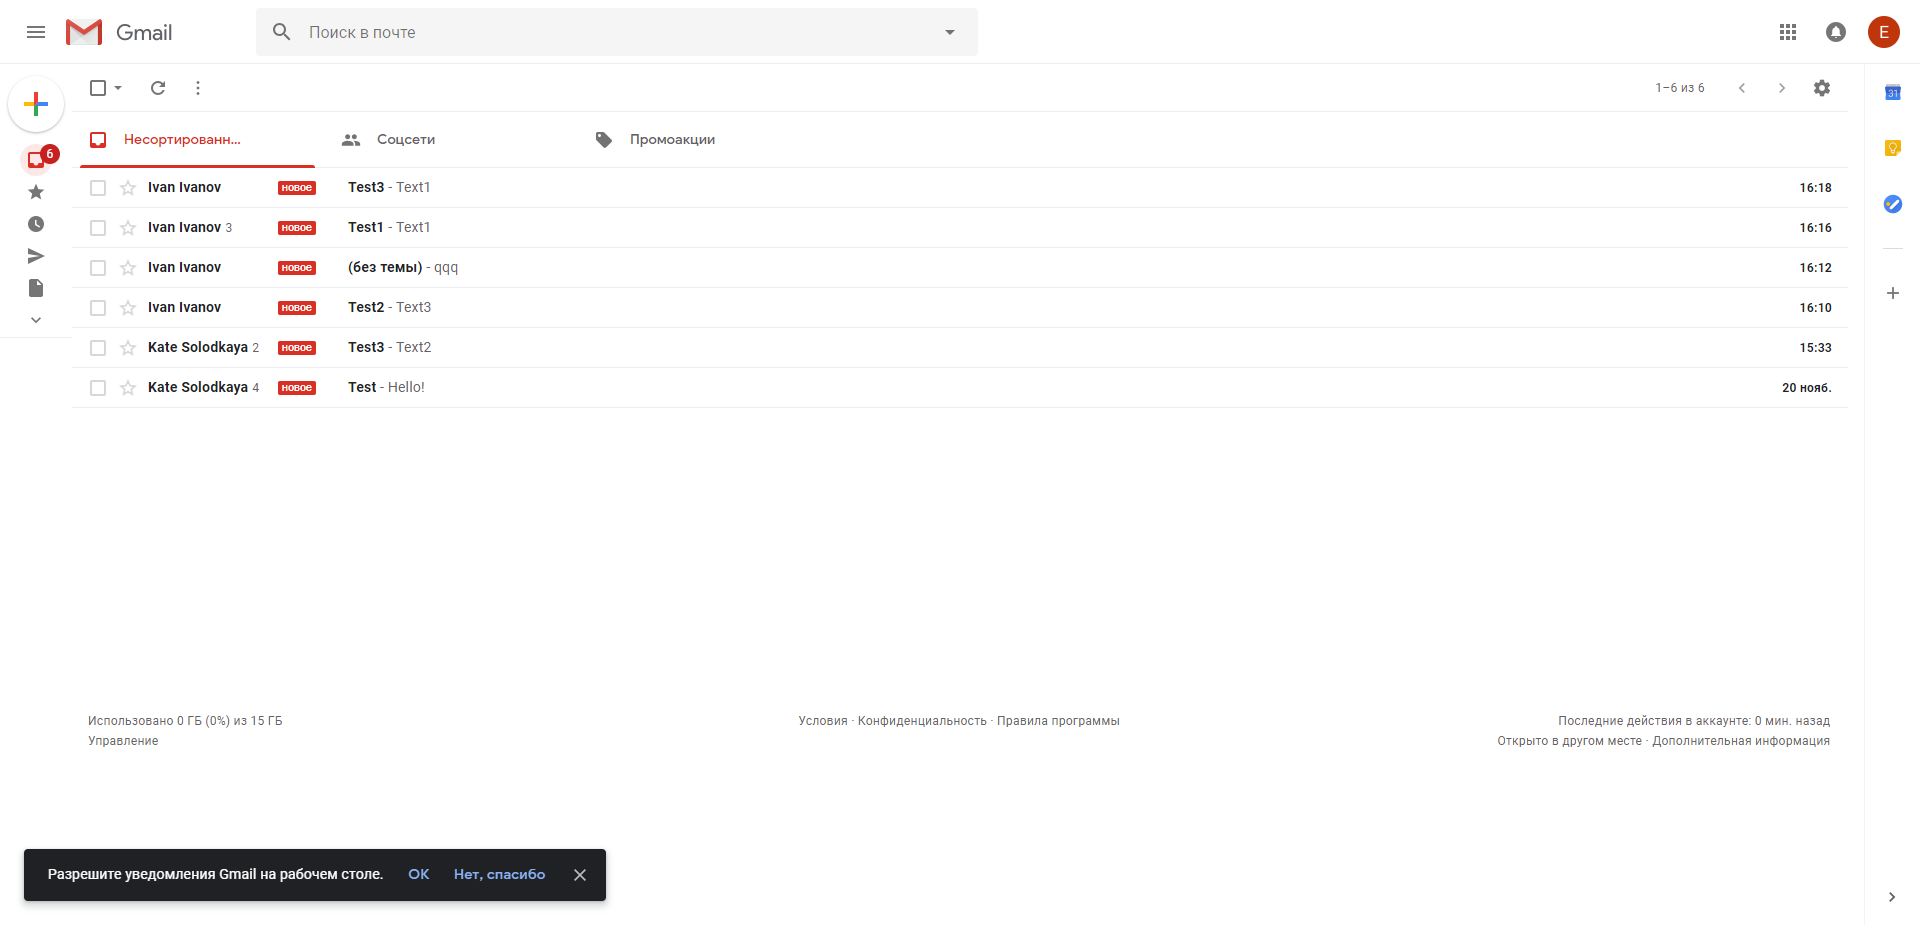 Gmail
Поиск в почте
E
1–6 из 6
31
6
Несортированн...
Соцсети
Промоакции
Ivan Ivanov новое Test3 - Text1 16:18
Ivan Ivanov 3 новое Test1 - Text1 16:16
Ivan Ivanov новое (без темы) - qqq 16:12
Ivan Ivanov новое Test2 - Text3 16:10
Kate Solodkaya 2 новое Test3 - Text2 15:33
Kate Solodkaya 4 новое Test - Hello! 20 нояб.
Использовано 0 ГБ (0%) из 15 ГБ
Управление
Условия · Конфиденциальность · Правила программы
Последние действия в аккаунте: 0 мин. назад
Открыто в другом месте · Дополнительная информация
Разрешите уведомления Gmail на рабочем столе. ОК Нет, спасибо